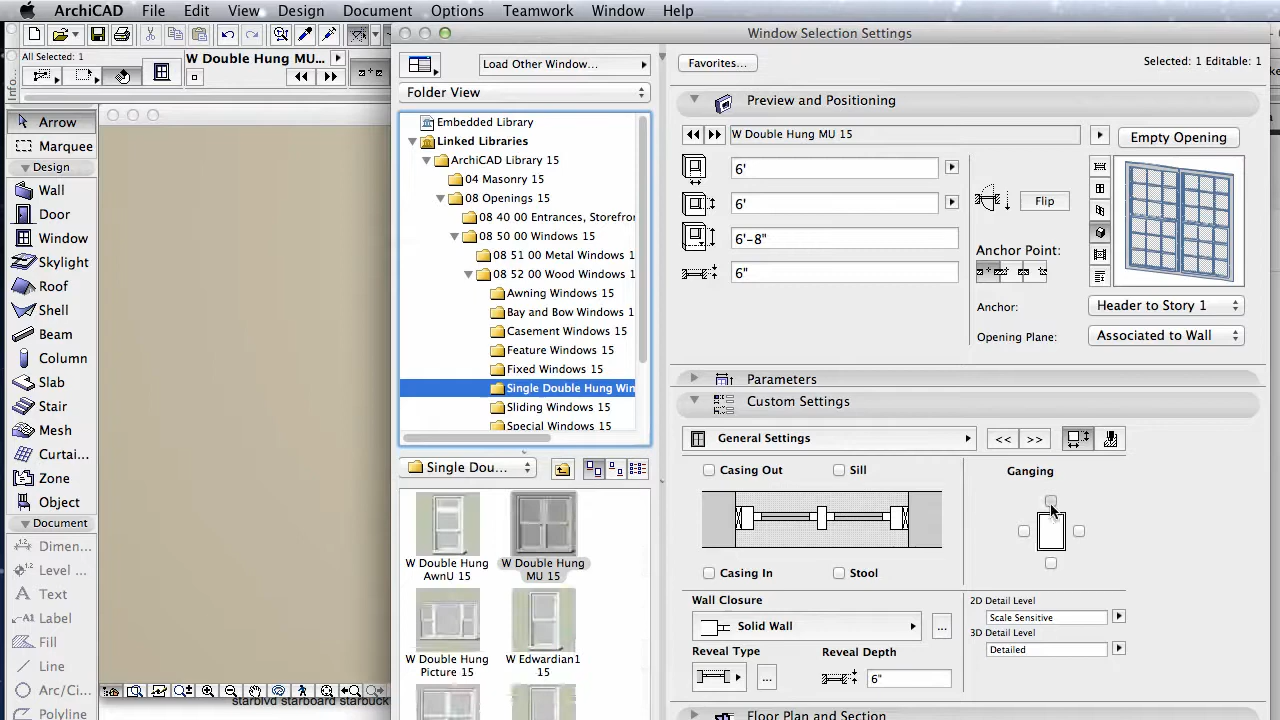 ArchiCAD File Edit View Design Document Options Teamwork Window Help
Window Selection Settings
All Selected: 1
W Double Hung MU...
Info.
Load Other Window...
Folder View
Favorites...
Selected: 1 Editable: 1
Preview and Positioning
W Double Hung MU 15
Empty Opening
6'
6'
6'-8"
6"
Flip
Anchor Point:
Anchor:
Header to Story 1
Opening Plane:
Associated to Wall
Embedded Library
Linked Libraries
ArchiCAD Library 15
04 Masonry 15
08 Openings 15
08 40 00 Entrances, Storefror
08 50 00 Windows 15
08 51 00 Metal Windows 1
08 52 00 Wood Windows 1
Awning Windows 15
Bay and Bow Windows 1
Casement Windows 15
Feature Windows 15
Fixed Windows 15
Single Double Hung Win
Sliding Windows 15
Special Windows 15
Arrow
Marquee
Design
Wall
Door
Window
Skylight
Roof
Shell
Beam
Column
Slab
Stair
Mesh
Curtai...
Zone
Object
Document
Dimen...
Level ...
Text
Label
Fill
Line
Arc/Ci...
Polyline
Parameters
Custom Settings
General Settings
<< >>
Casing Out
Sill
Ganging
Casing In
Stool
Wall Closure
Solid Wall
...
Reveal Type
...
Reveal Depth
6"
2D Detail Level
Scale Sensitive
3D Detail Level
Detailed
Floor Plan and Section
Single Dou...
W Double Hung
AwnU 15
W Double Hung
MU 15
W Double Hung
Picture 15
W Edwardian1
15
starblvd starboard starbuck